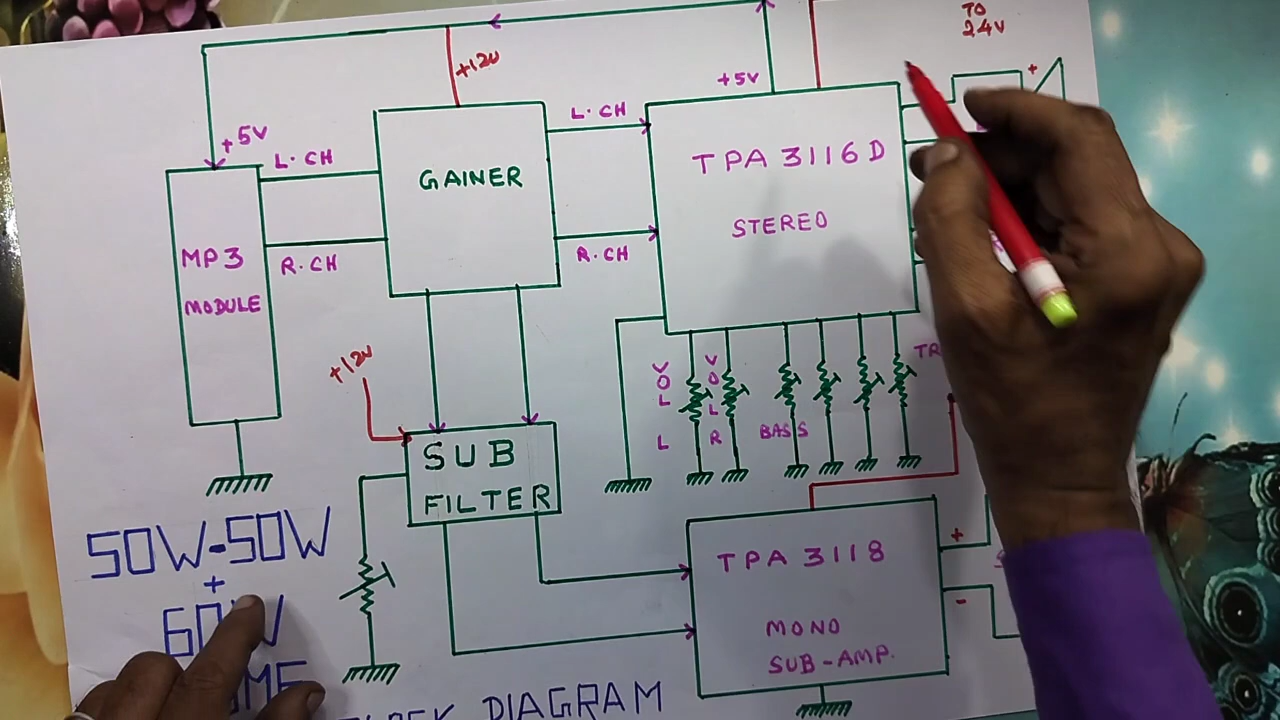 TO
24V
+12V
+5V
+
+5V
L.CH
L.CH
GAINER
TPA 3116D
STEREO
MP3
MODULE
R.CH
R.CH
+12V
VOL L
VOL R
BASS
TR
SUB
FILTER
50W-50W
+
TPA 3118
MONO
SUB-AMP.
+
-
DIAGRAM